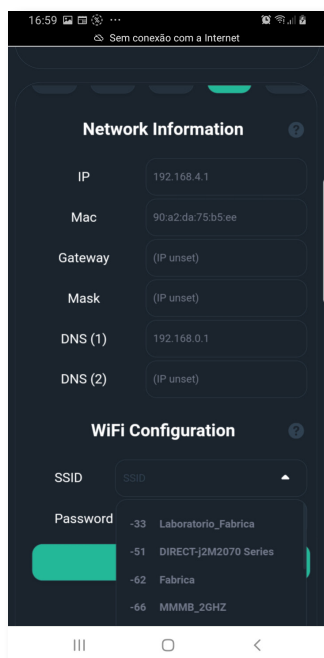 16:59
Sem conexão com a Internet
Network Information ?
IP 192.168.4.1
Mac 90:a2:da:75:b5:ee
Gateway (IP unset)
Mask (IP unset)
DNS (1) 192.168.0.1
DNS (2) (IP unset)
WiFi Configuration ?
SSID SSID
Password
-33 Laboratorio_Fabrica
-51 DIRECT-j2M2070 Series
-62 Fabrica
-66 MMMB_2GHZ